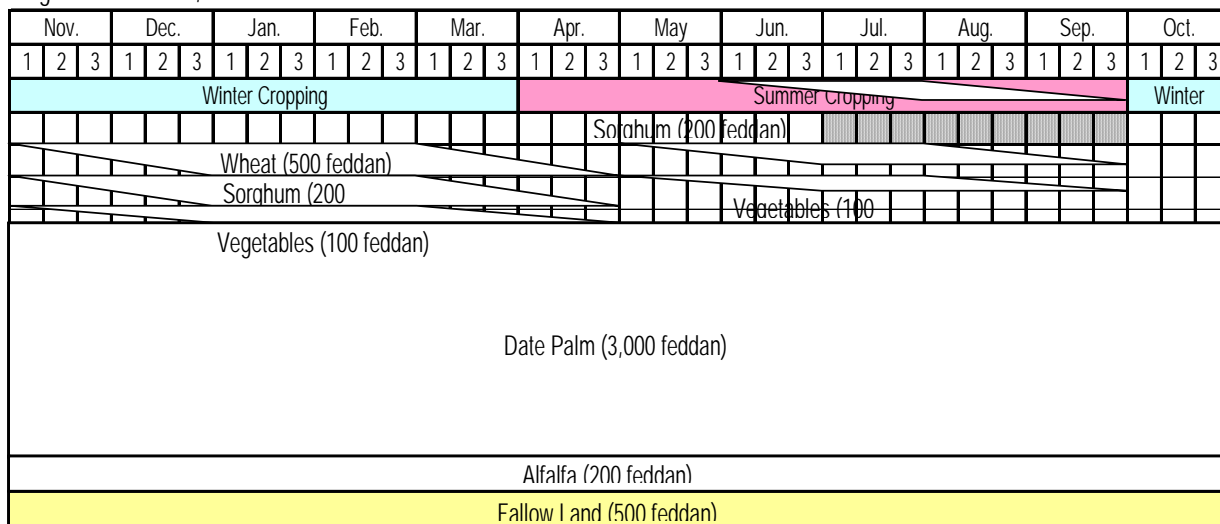 Nov. Dec. Jan. Feb. Mar. Apr. May Jun. Jul. Aug. Sep. Oct.
1 2 3 1 2 3 1 2 3 1 2 3 1 2 3 1 2 3 1 2 3 1 2 3 1 2 3 1 2 3 1 2 3 1 2 3
Winter Cropping Summer Cropping Winter
Sorghum (200 feddan)
Wheat (500 feddan)
Sorghum (200
Vegetables (100
Vegetables (100 feddan)
Date Palm (3,000 feddan)
Alfalfa (200 feddan)
Fallow Land (500 feddan)